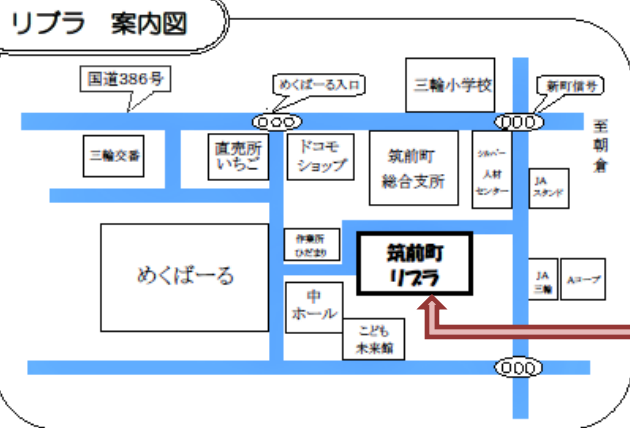 リブラ　案内図
国道386号
めくばーる入口
三輪小学校
新町信号
至
朝
倉
三輪交番
直売所
いちご
ドコモ
ショップ
筑前町
総合支所
シルバー
人材
センター
JA
スタンド
作業所
ひだまり
筑前町
リブラ
めくばーる
中
ホール
こども
未来館
JA
三輪
Aコープ